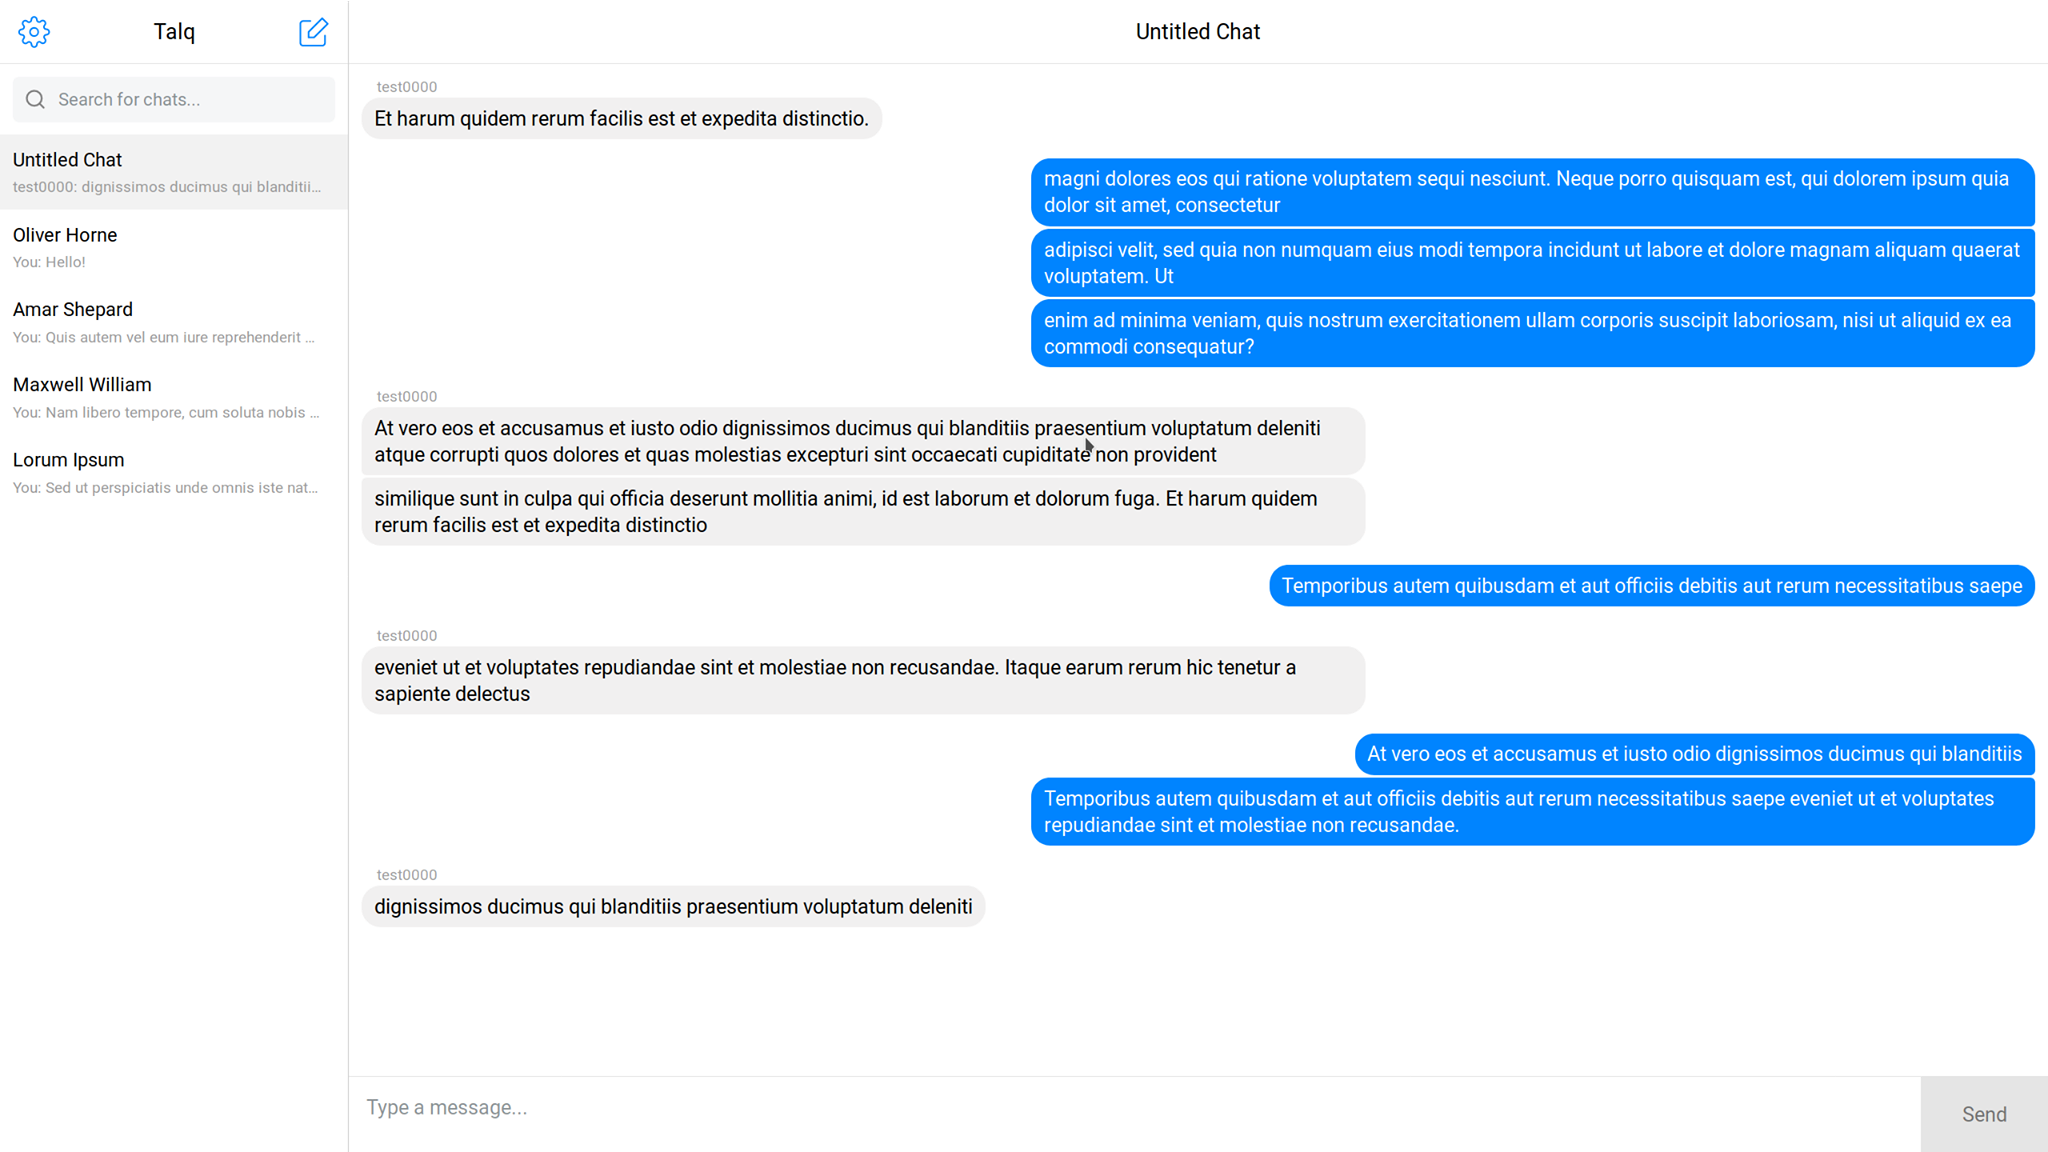 Talq
Search for chats...
Untitled Chat
test0000: dignissimos ducimus qui blanditii...
Oliver Horne
You: Hello!
Amar Shepard
You: Quis autem vel eum iure reprehenderit ...
Maxwell William
You: Nam libero tempore, cum soluta nobis ...
Lorum Ipsum
You: Sed ut perspiciatis unde omnis iste nat...
Untitled Chat
test0000
Et harum quidem rerum facilis est et expedita distinctio.
magni dolores eos qui ratione voluptatem sequi nesciunt. Neque porro quisquam est, qui dolorem ipsum quia
dolor sit amet, consectetur
adipisci velit, sed quia non numquam eius modi tempora incidunt ut labore et dolore magnam aliquam quaerat
voluptatem. Ut
enim ad minima veniam, quis nostrum exercitationem ullam corporis suscipit laboriosam, nisi ut aliquid ex ea
commodi consequatur?
test0000
At vero eos et accusamus et iusto odio dignissimos ducimus qui blanditiis praesentium voluptatum deleniti
atque corrupti quos dolores et quas molestias excepturi sint occaecati cupiditate non provident
similique sunt in culpa qui officia deserunt mollitia animi, id est laborum et dolorum fuga. Et harum quidem
rerum facilis est et expedita distinctio
Temporibus autem quibusdam et aut officiis debitis aut rerum necessitatibus saepe
test0000
eveniet ut et voluptates repudiandae sint et molestiae non recusandae. Itaque earum rerum hic tenetur a
sapiente delectus
At vero eos et accusamus et iusto odio dignissimos ducimus qui blanditiis
Temporibus autem quibusdam et aut officiis debitis aut rerum necessitatibus saepe eveniet ut et voluptates
repudiandae sint et molestiae non recusandae.
test0000
dignissimos ducimus qui blanditiis praesentium voluptatum deleniti
Type a message...
Send